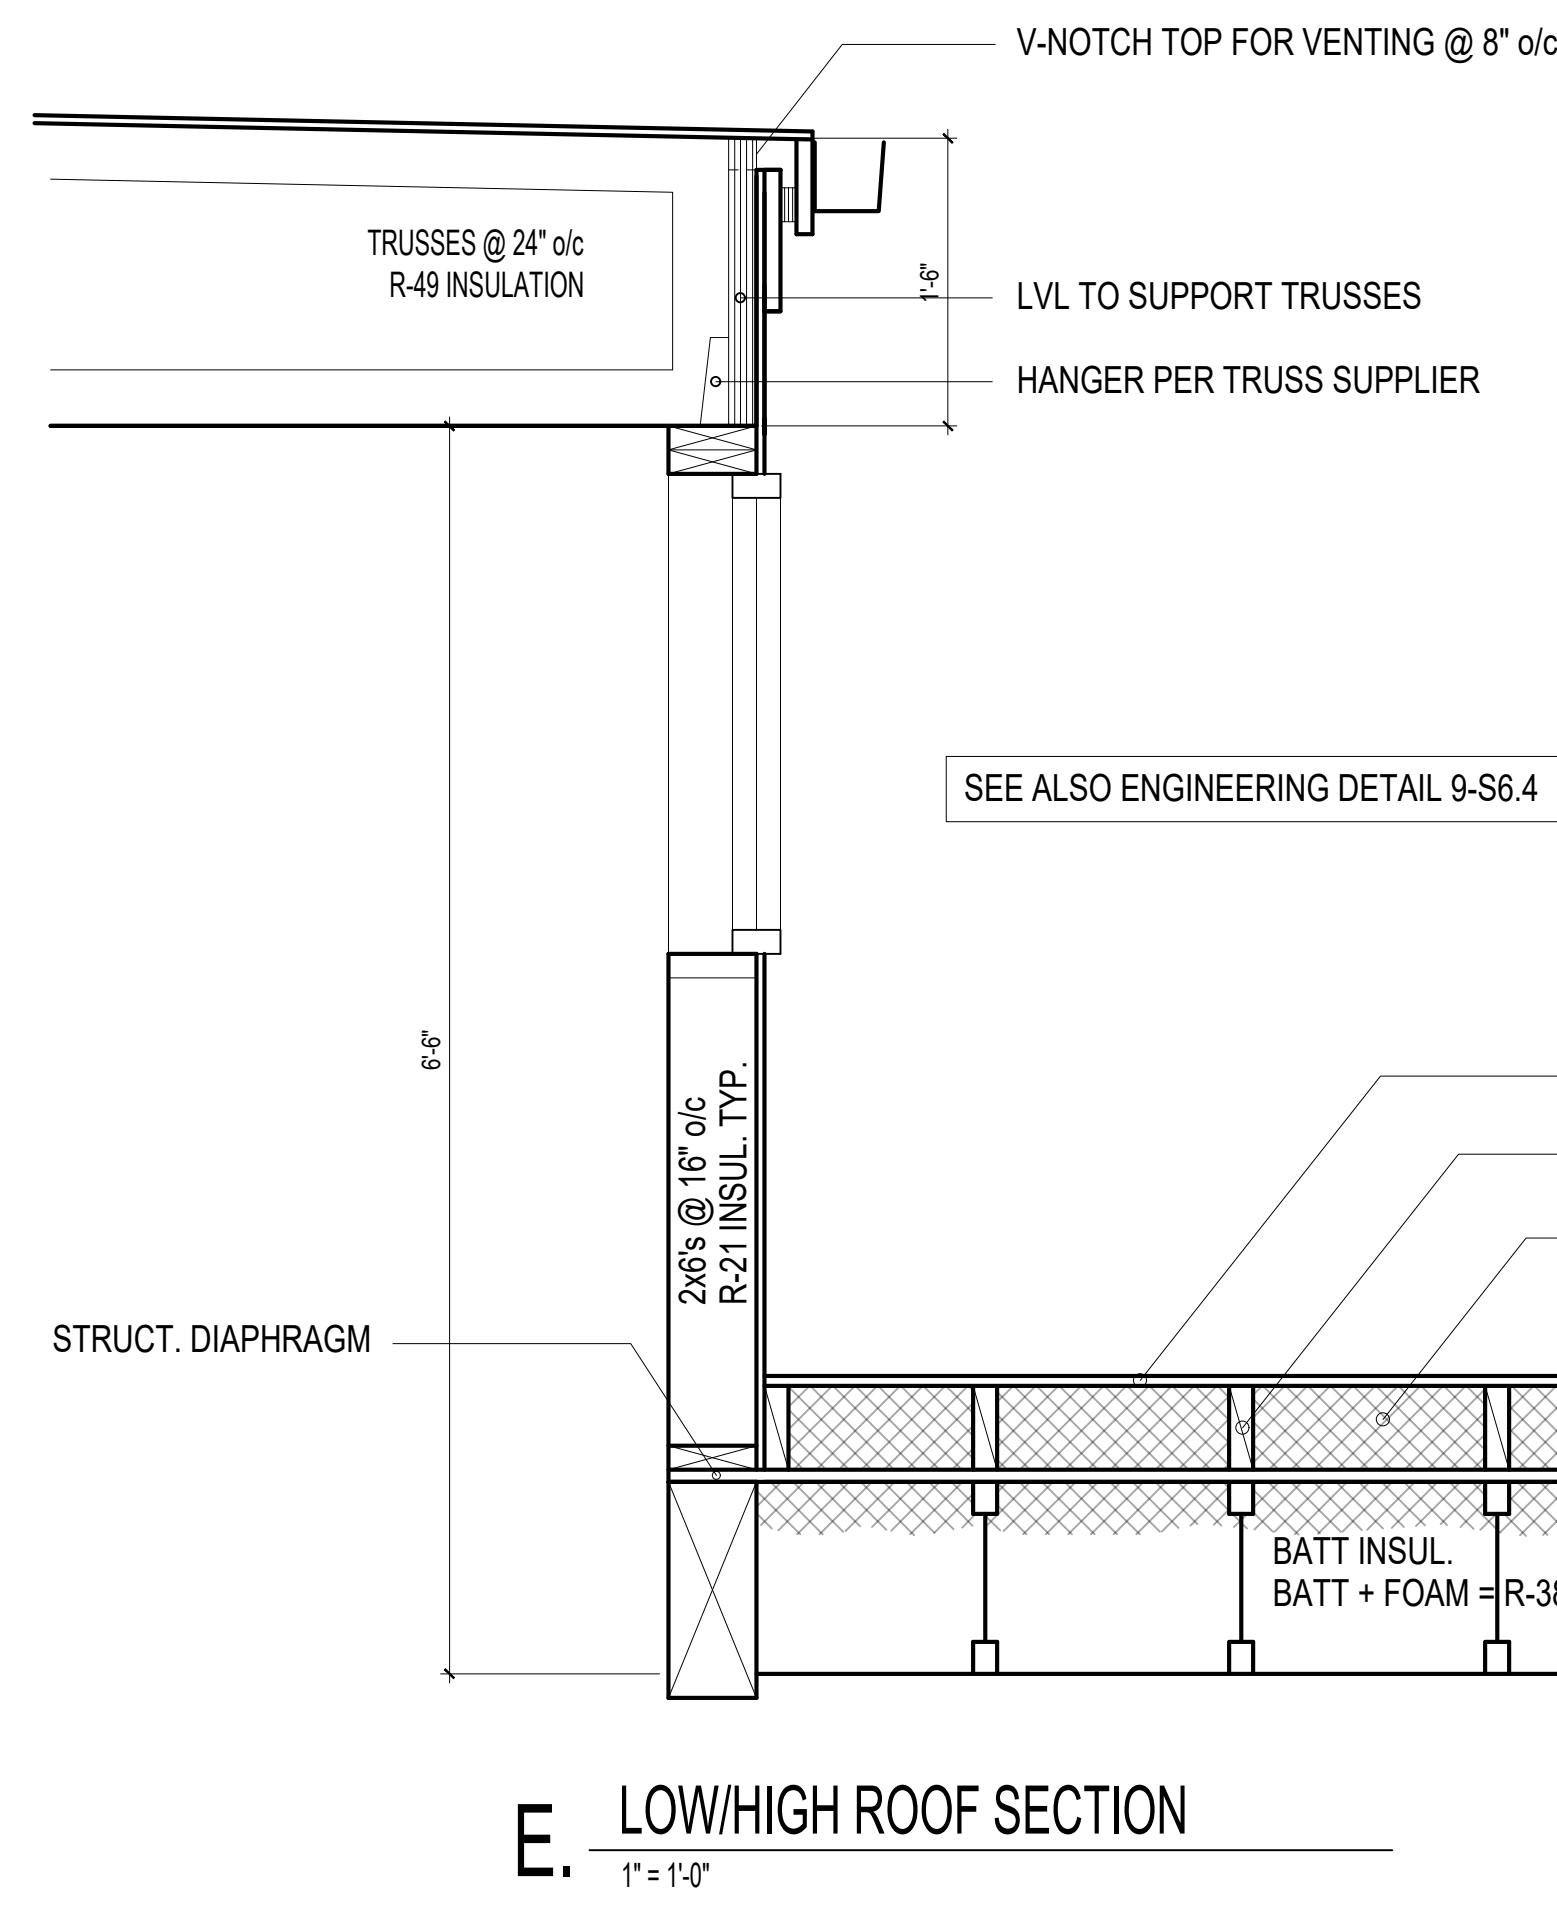 V-NOTCH TOP FOR VENTING @ 8" o/c
TRUSSES @ 24" o/c
R-49 INSULATION
1'-6"
LVL TO SUPPORT TRUSSES
HANGER PER TRUSS SUPPLIER
SEE ALSO ENGINEERING DETAIL 9-S6.4
6'-6"
2x6's @ 16" o/c
R-21 INSUL. TYP.
STRUCT. DIAPHRAGM
BATT INSUL.
BATT + FOAM = R-38
E.
LOW/HIGH ROOF SECTION
1" = 1'-0"